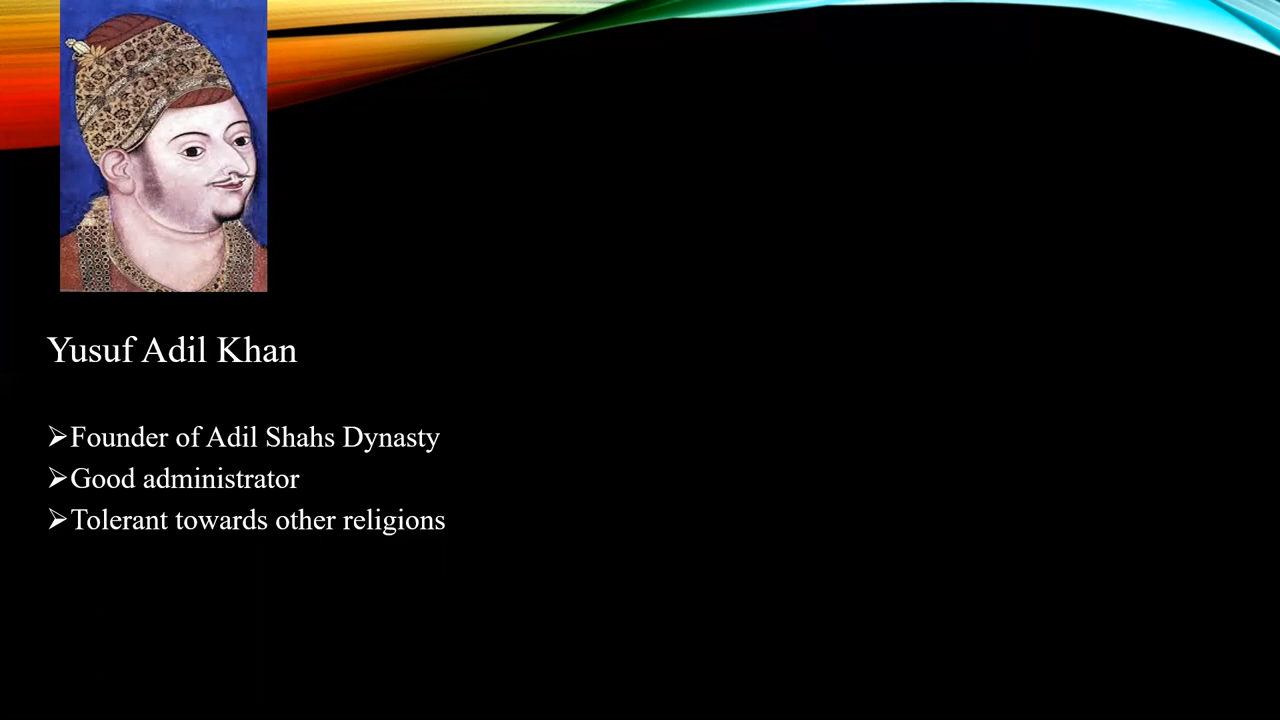 Yusuf Adil Khan
➢Founder of Adil Shahs Dynasty
➢Good administrator
➢Tolerant towards other religions